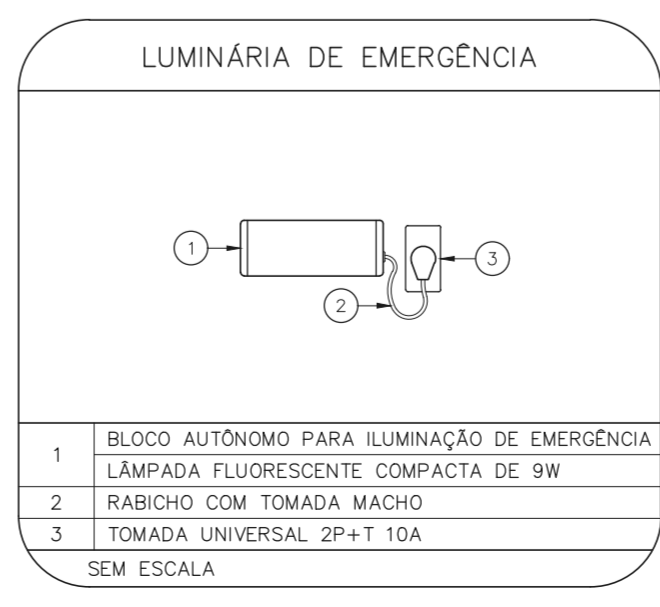 LUMINÁRIA DE EMERGÊNCIA
1
3
2
1
BLOCO AUTÔNOMO PARA ILUMINAÇÃO DE EMERGÊNCIA
LÂMPADA FLUORESCENTE COMPACTA DE 9W
2 RABICHO COM TOMADA MACHO
3 TOMADA UNIVERSAL 2P+T 10A
SEM ESCALA